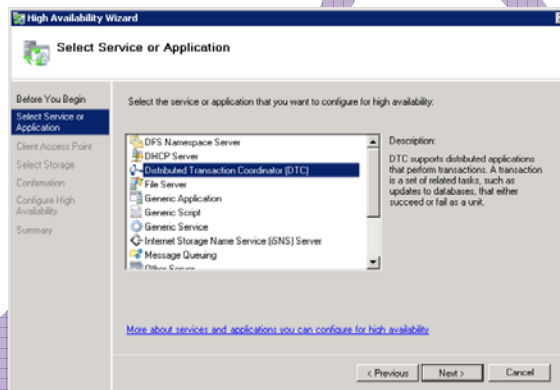 High Availability Wizard
Select Service or Application
Before You Begin
Select Service or
Application
Client Access Point
Select Storage
Confirmation
Configure High
Availability
Summary
Select the service or application that you want to configure for high availability:
DFS Namespace Server
DHCP Server
Distributed Transaction Coordinator (DTC)
File Server
Generic Application
Generic Script
Generic Service
Internet Storage Name Service (iSNS) Server
Message Queuing
Other Server
Description:
DTC supports distributed applications
that perform transactions. A transaction
is a set of related tasks, such as
updates to databases, that either
succeed or fail as a unit.
More about services and applications you can configure for high availability
< Previous
Next >
Cancel